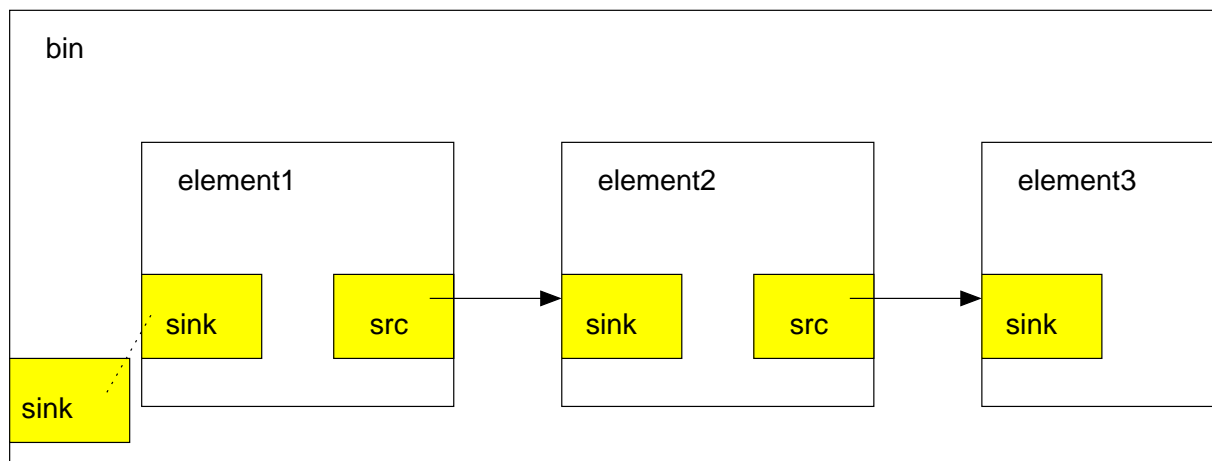 bin
element1
element2
element3
sink
src
sink
src
sink
sink